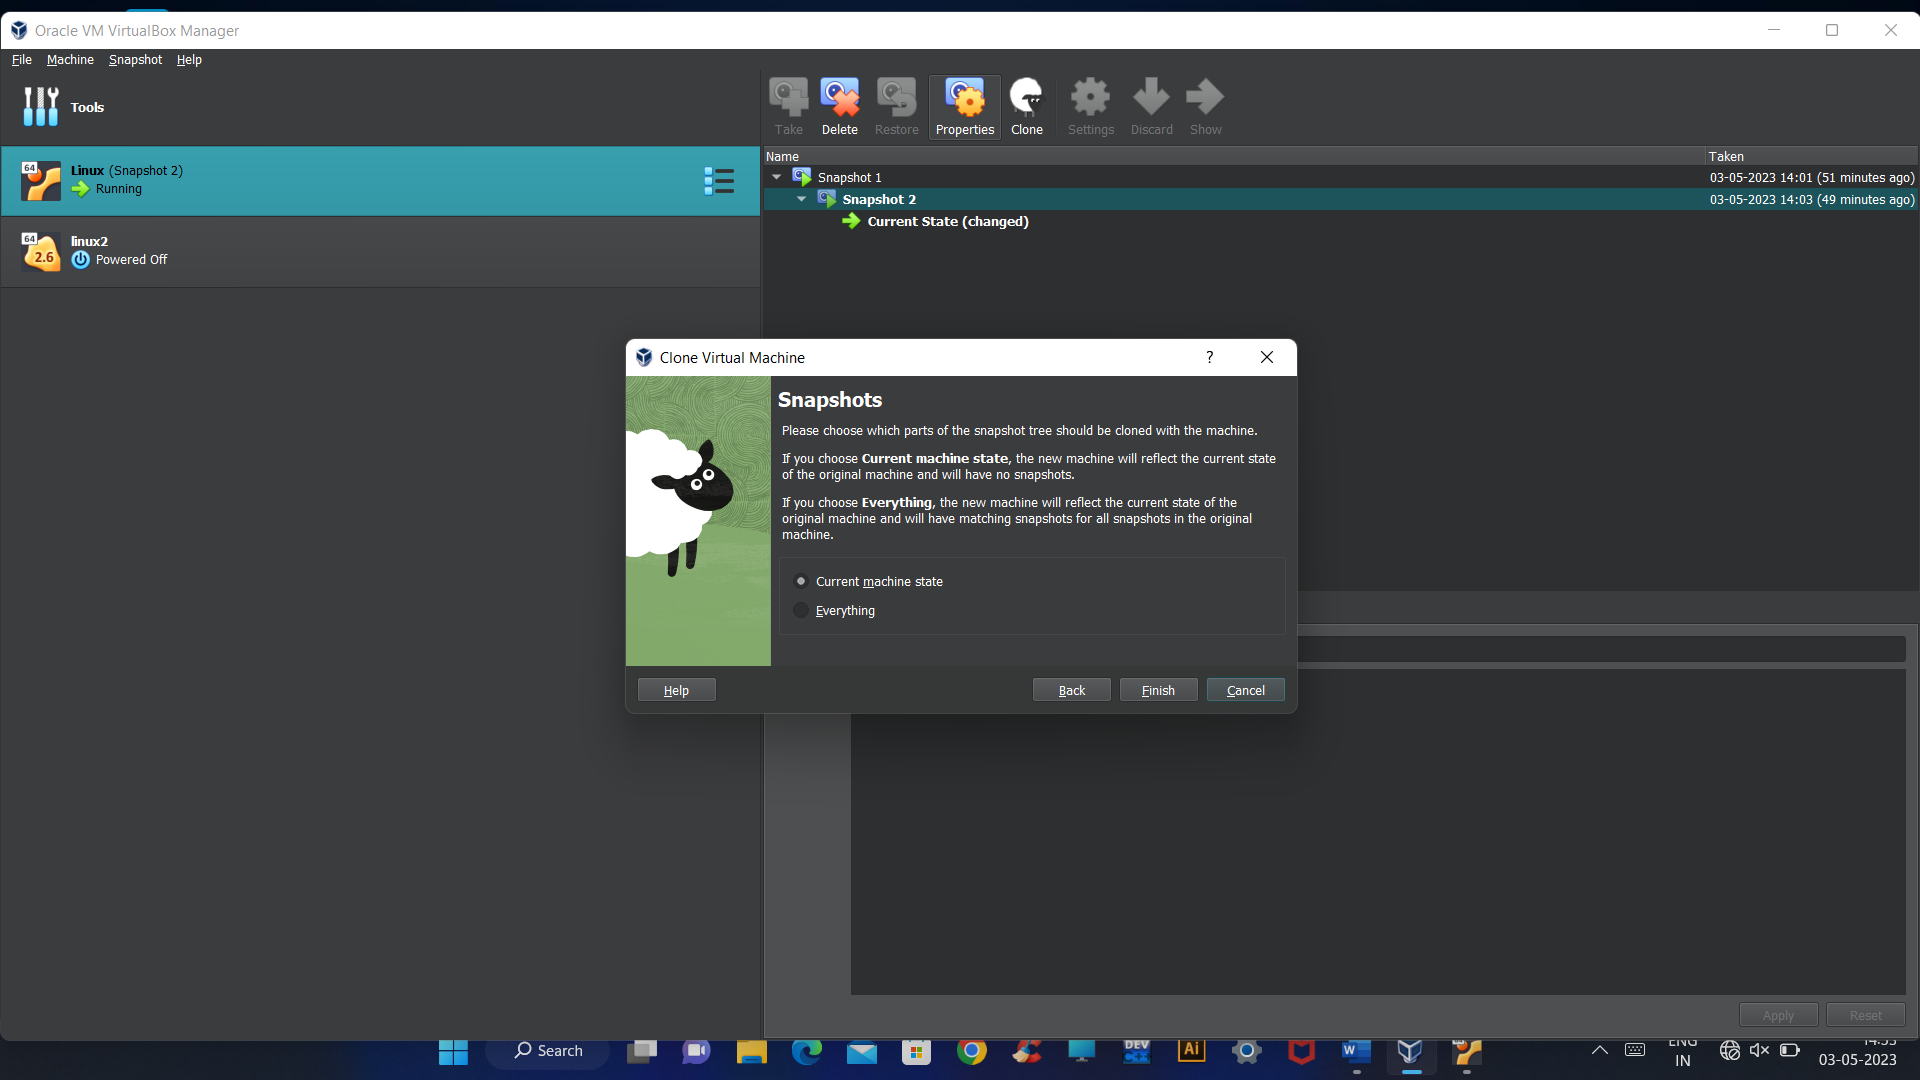 Oracle VM VirtualBox Manager
File Machine Snapshot Help
Tools
Take Delete Restore Properties Clone Settings Discard Show
Name Taken
64
Linux (Snapshot 2)
Running
64
2.6
linux2
Powered Off
Snapshot 1 03-05-2023 14:01 (51 minutes ago)
Snapshot 2 03-05-2023 14:03 (49 minutes ago)
Current State (changed)
Clone Virtual Machine ?
Snapshots
Please choose which parts of the snapshot tree should be cloned with the machine.
If you choose Current machine state, the new machine will reflect the current state
of the original machine and will have no snapshots.
If you choose Everything, the new machine will reflect the current state of the
original machine and will have matching snapshots for all snapshots in the original
machine.
Current machine state
Everything
Help Back Finish Cancel
Apply Reset
Search
DEV
C++
Ai
W
ENG
IN
03-05-2023